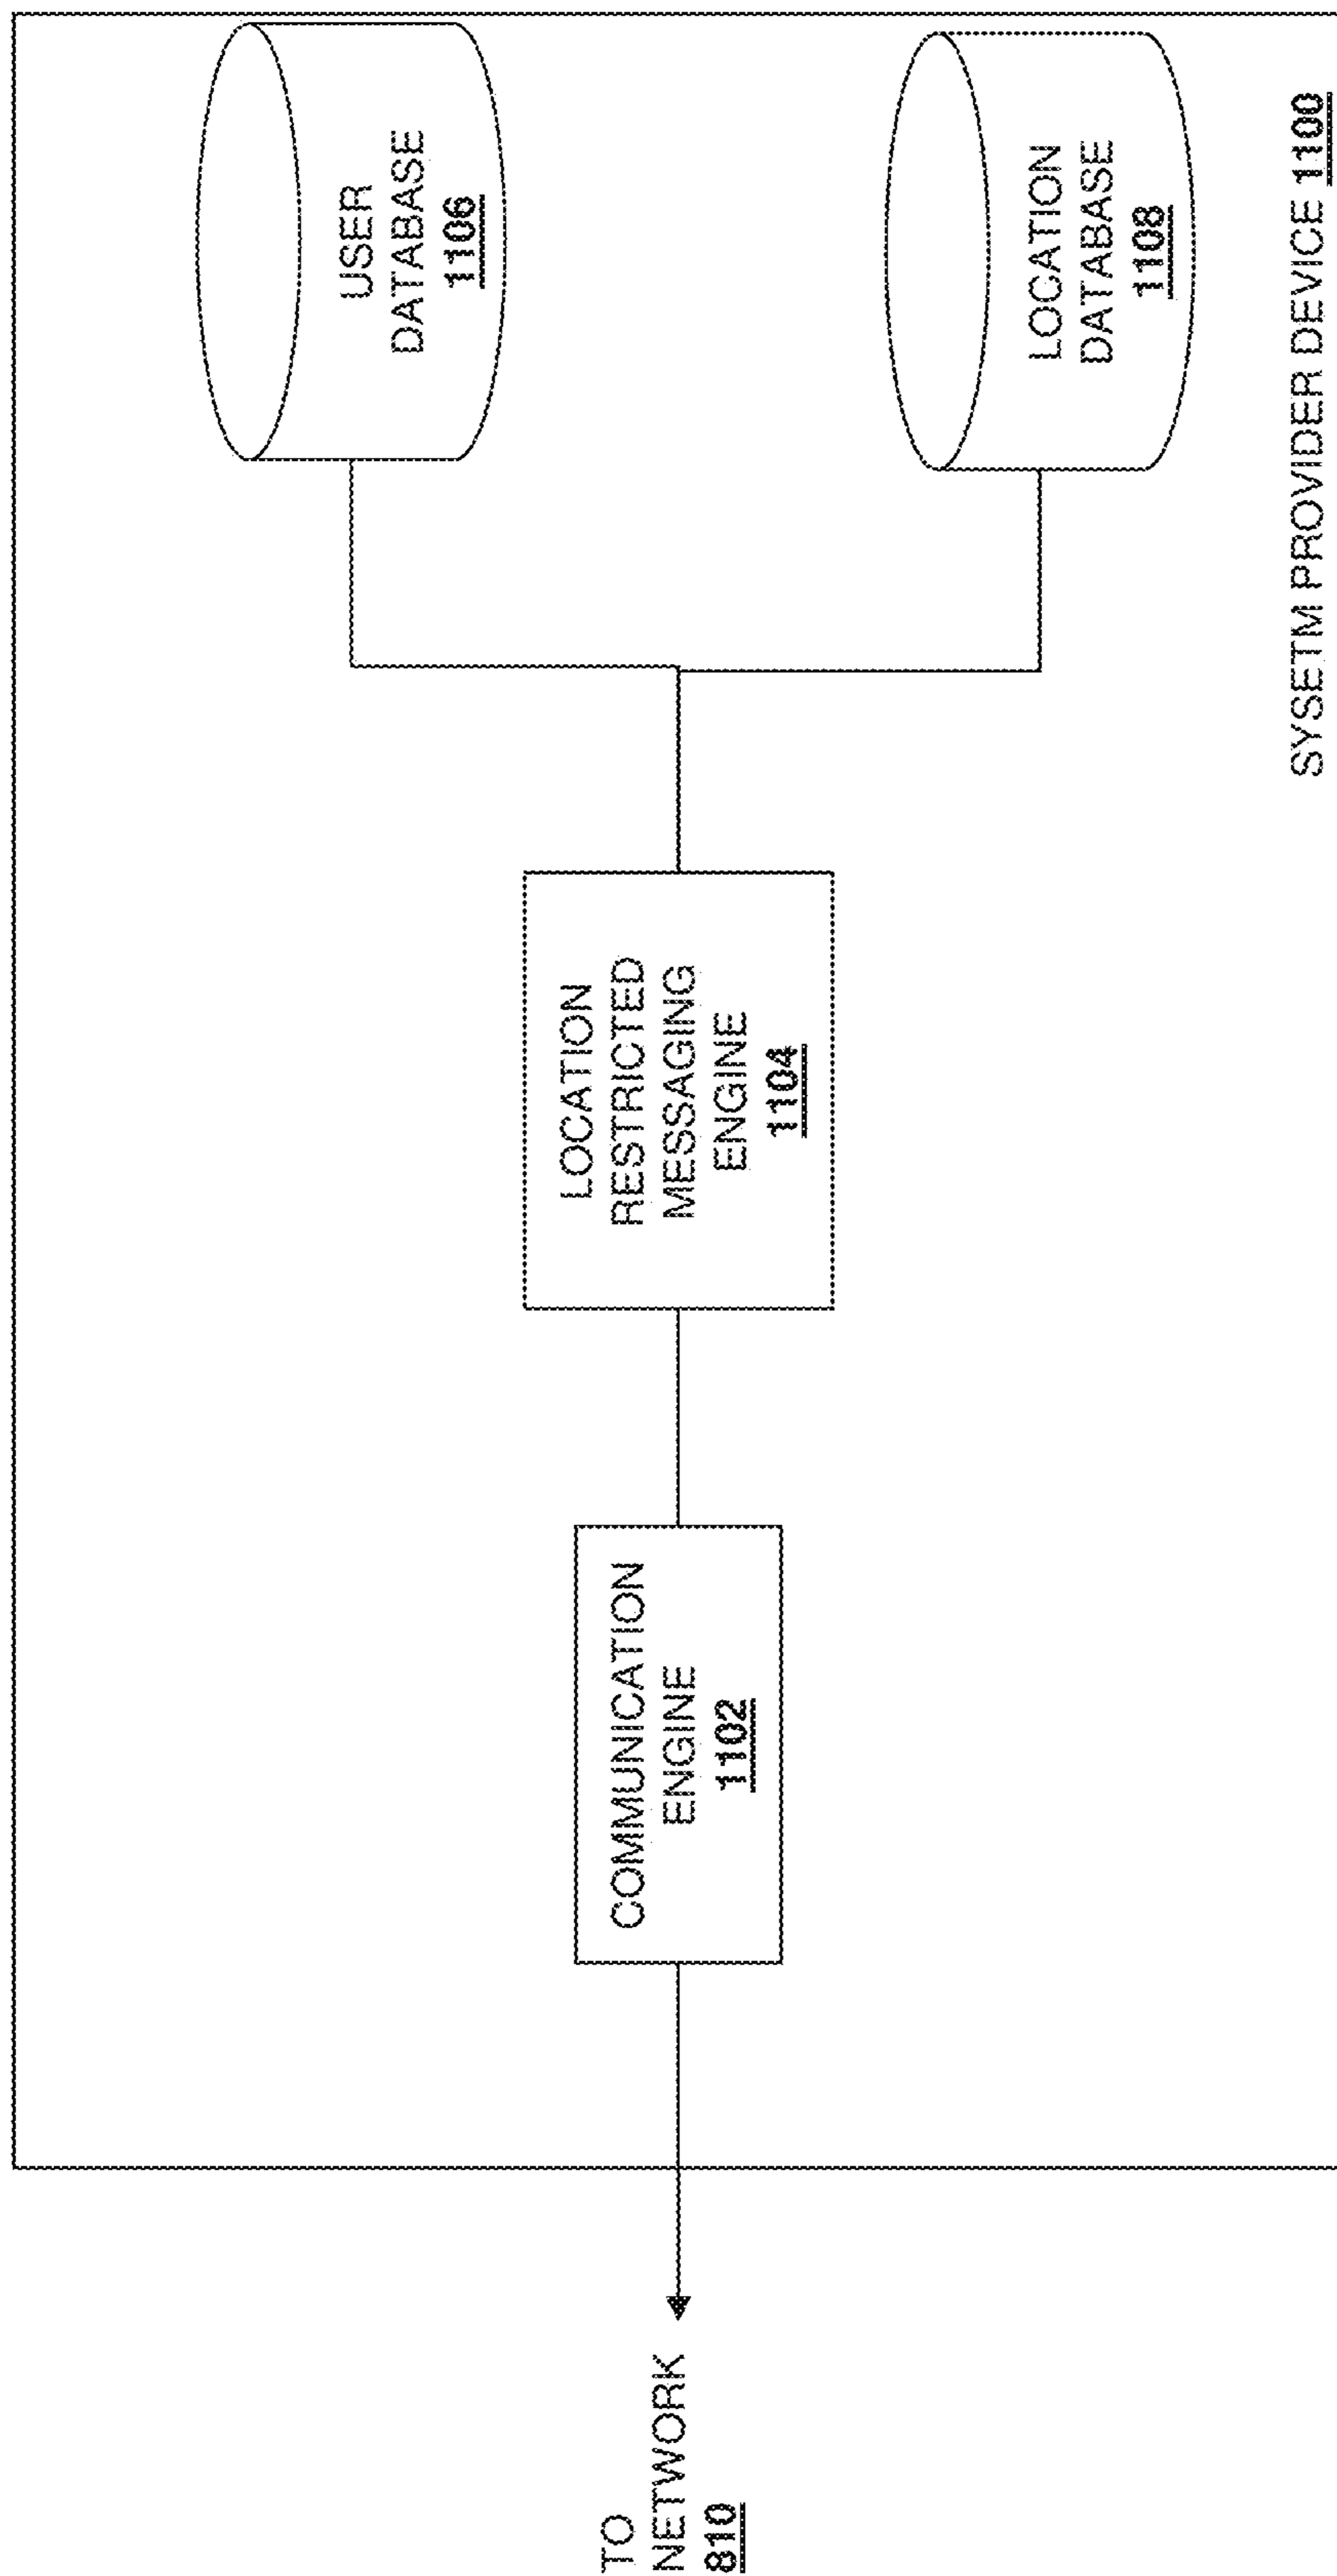 USER
DATABASE
1106
LOCATION
DATABASE
1108
LOCATION
RESTRICTED
MESSAGING
ENGINE
1104
COMMUNICATION
ENGINE
1102
TO
NETWORK
810
SYSETM PROVIDER DEVICE 1100